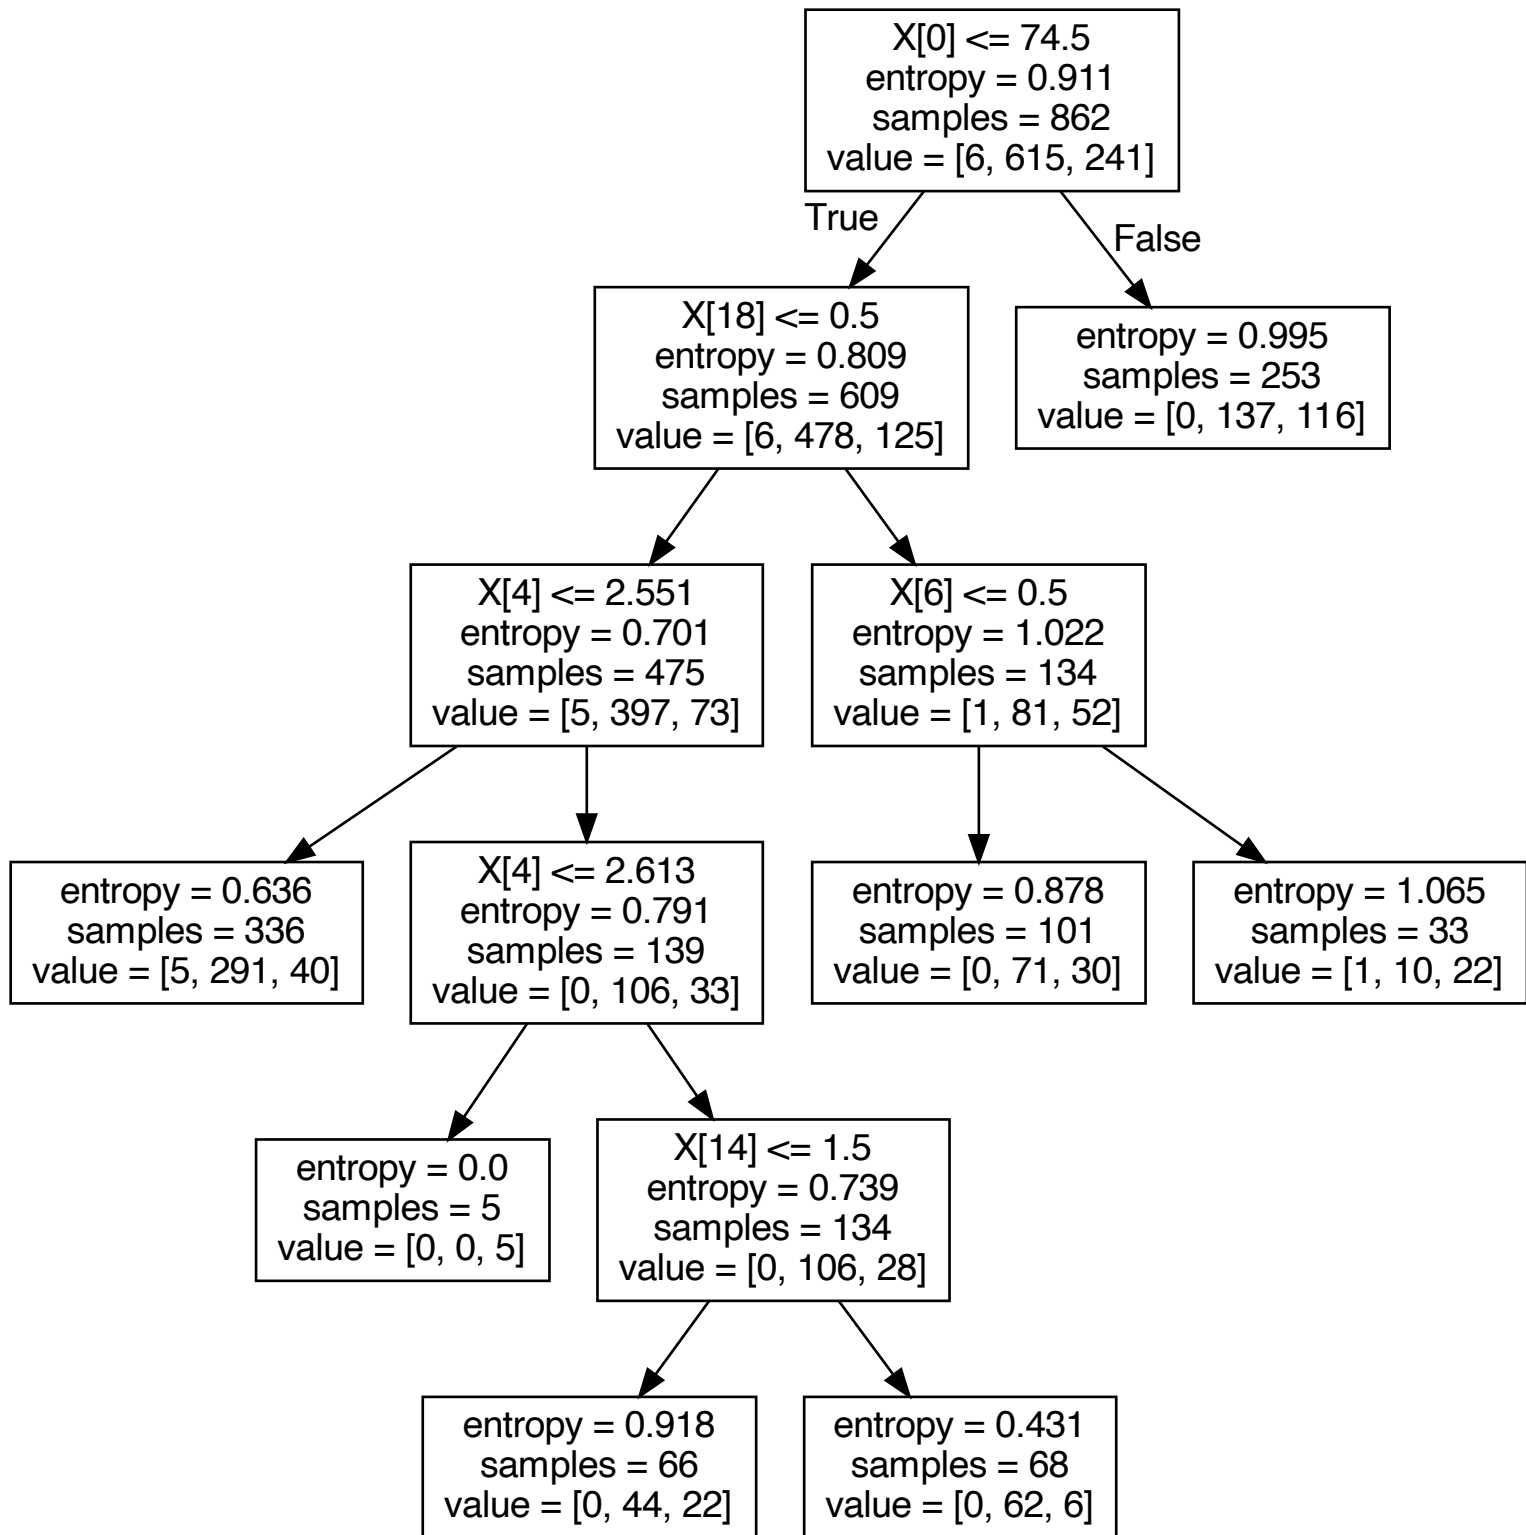 X[0] <= 74.5
entropy = 0.911
samples = 862
value = [6, 615, 241]
True
False
X[18] <= 0.5
entropy = 0.809
samples = 609
value = [6, 478, 125]
entropy = 0.995
samples = 253
value = [0, 137, 116]
X[4] <= 2.551
entropy = 0.701
samples = 475
value = [5, 397, 73]
X[6] <= 0.5
entropy = 1.022
samples = 134
value = [1, 81, 52]
entropy = 0.636
samples = 336
value = [5, 291, 40]
X[4] <= 2.613
entropy = 0.791
samples = 139
value = [0, 106, 33]
entropy = 0.878
samples = 101
value = [0, 71, 30]
entropy = 1.065
samples = 33
value = [1, 10, 22]
entropy = 0.0
samples = 5
value = [0, 0, 5]
X[14] <= 1.5
entropy = 0.739
samples = 134
value = [0, 106, 28]
entropy = 0.918
samples = 66
value = [0, 44, 22]
entropy = 0.431
samples = 68
value = [0, 62, 6]